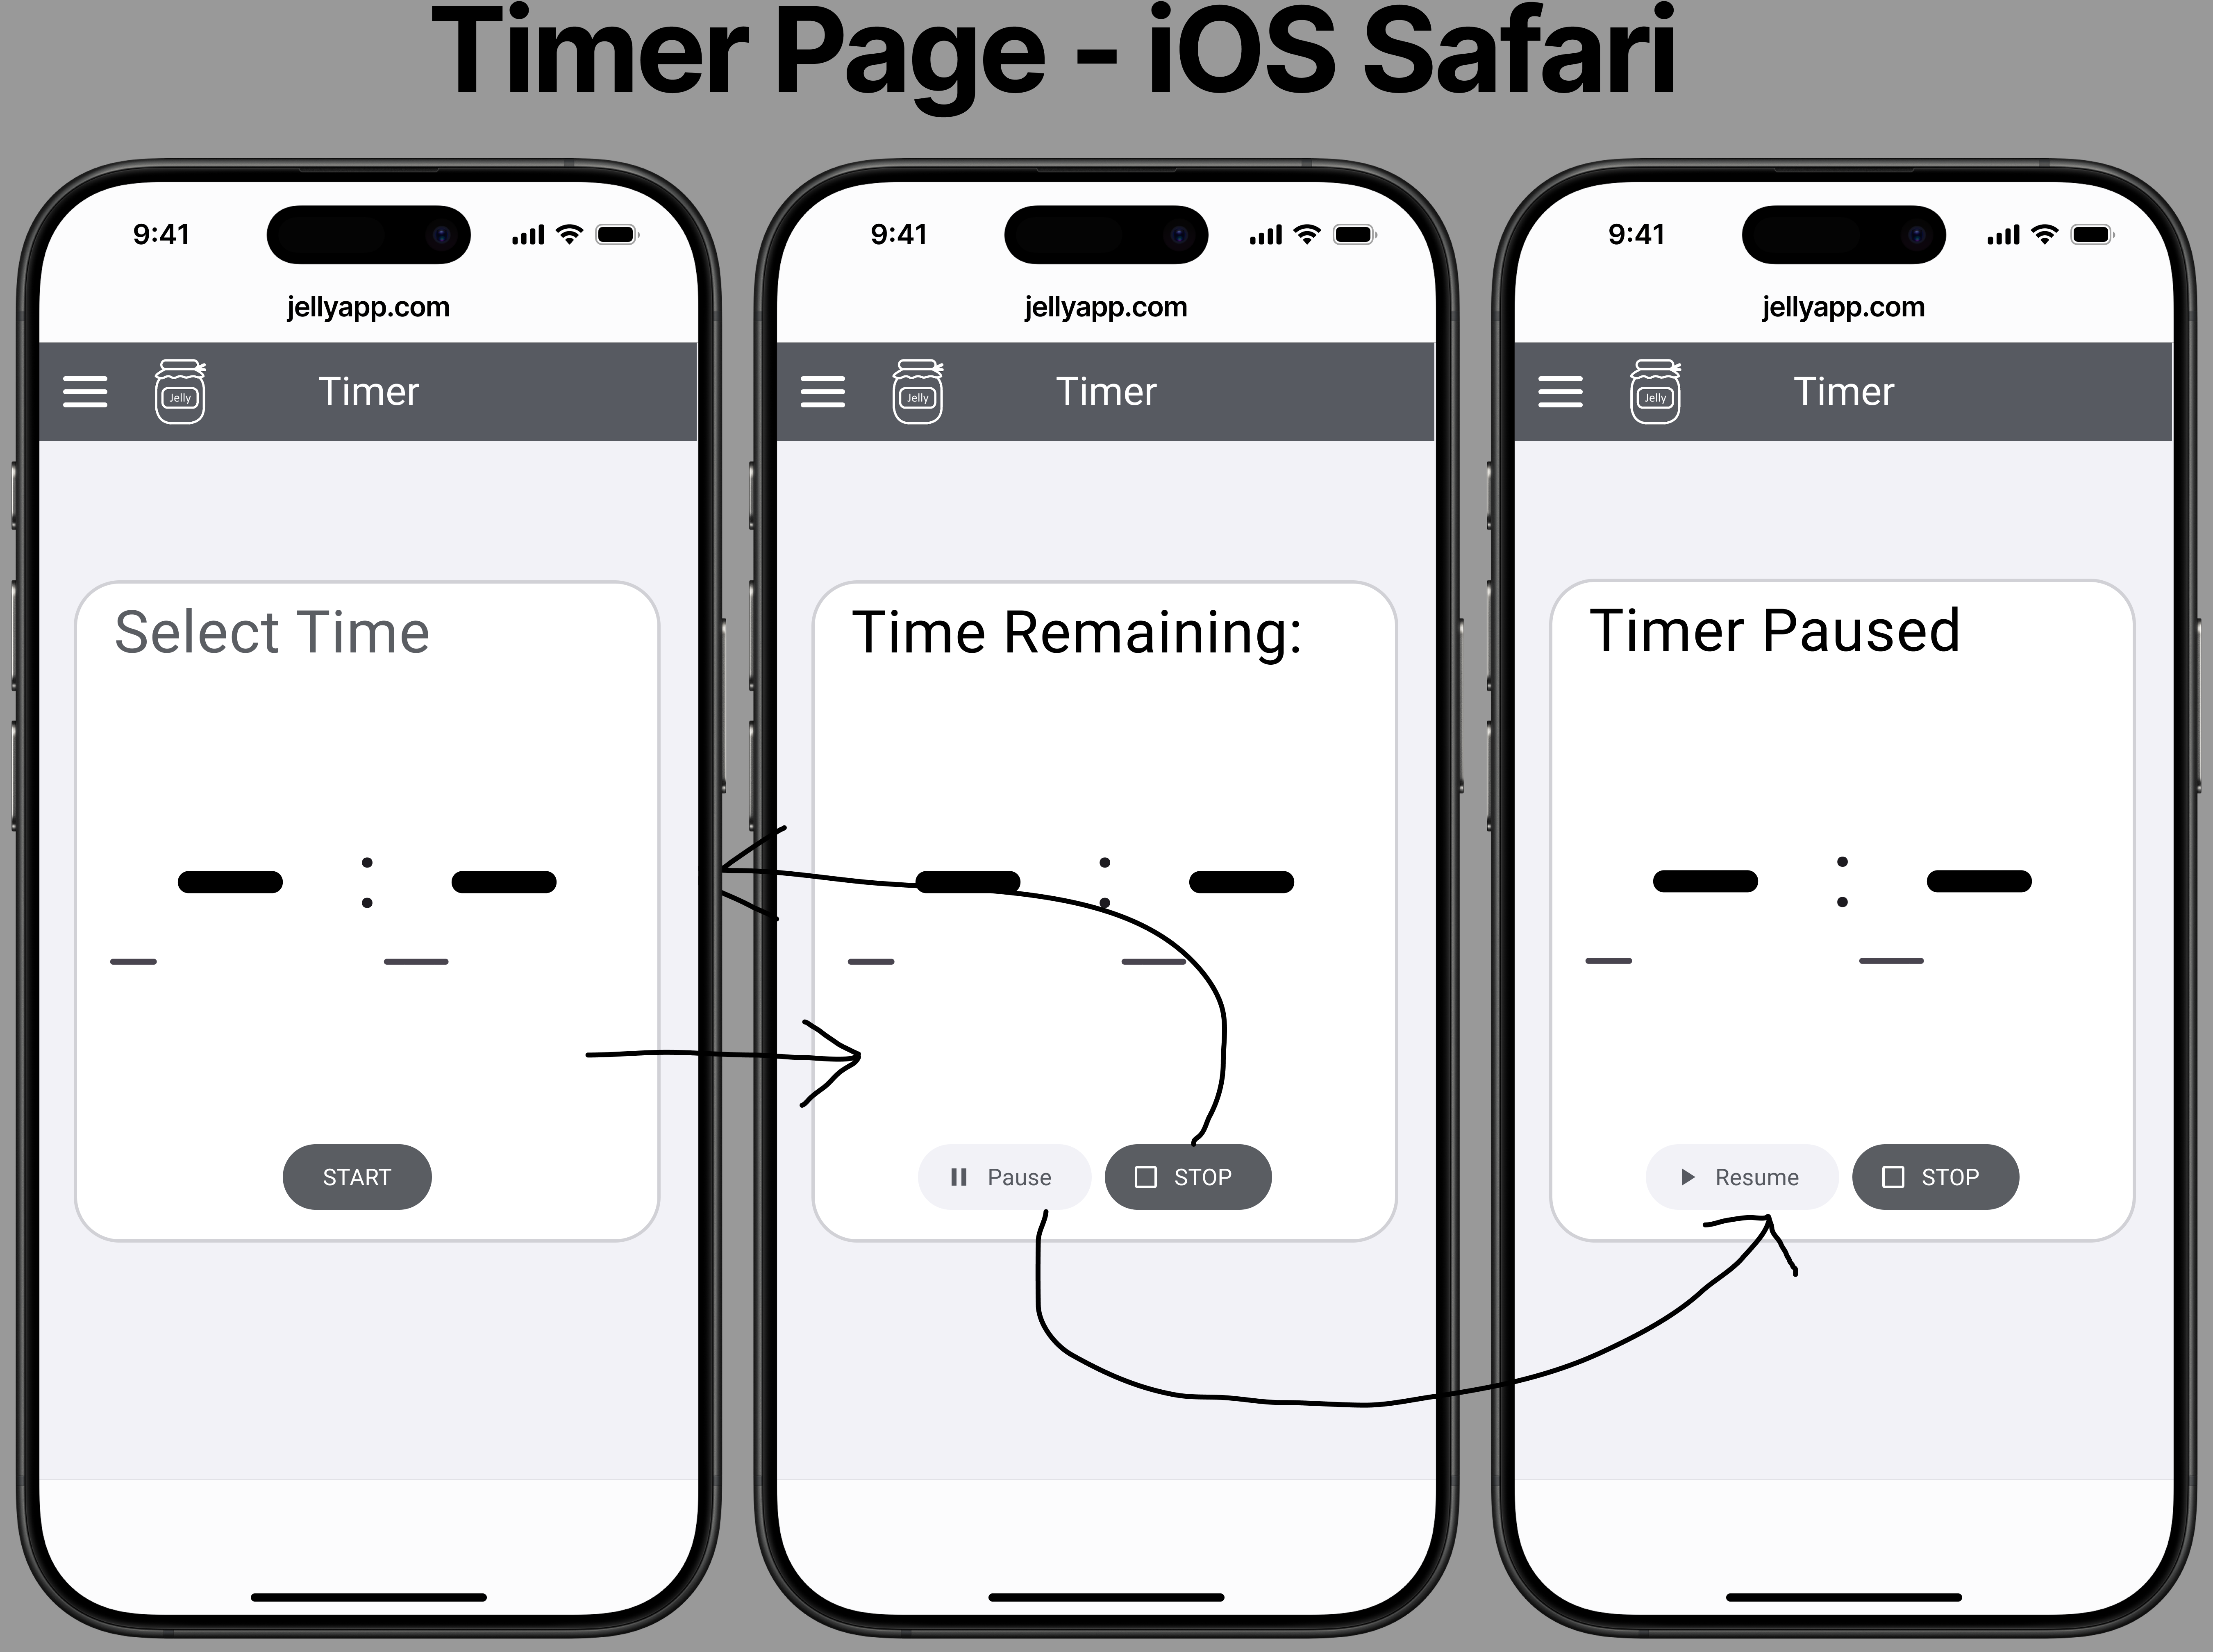 Timer Page - iOS Safari
9:41
jellyapp.com
Jelly
Timer
Select Time
:
START
9:41
jellyapp.com
Jelly
Timer
Time Remaining:
:
Pause
STOP
9:41
jellyapp.com
Jelly
Timer
Timer Paused
:
Resume
STOP